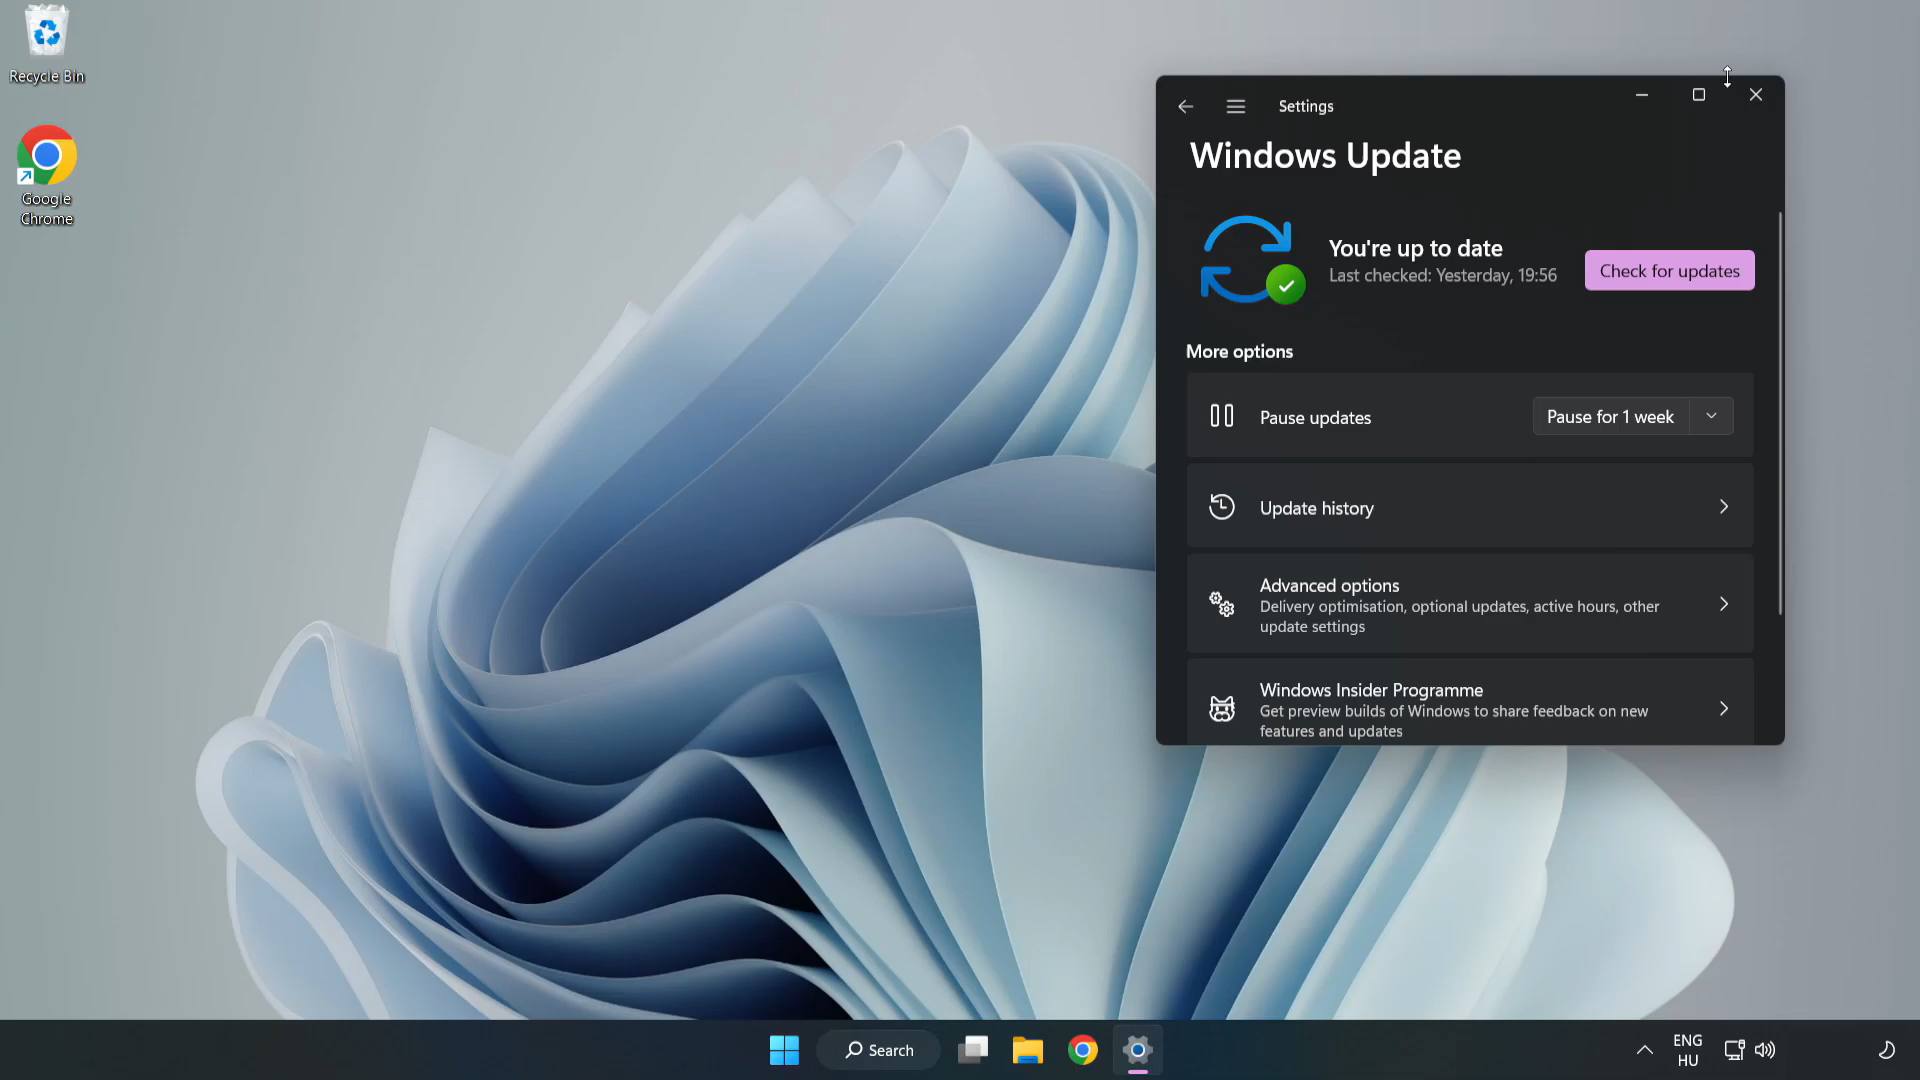 Recycle Bin
Google
Chrome
Settings
Windows Update
You're up to date
Last checked: Yesterday, 19:56
Check for updates
More options
Pause updates
Pause for 1 week
Update history
Advanced options
Delivery optimisation, optional updates, active hours, other
update settings
Windows Insider Programme
Get preview builds of Windows to share feedback on new
features and updates
Search
ENG
HU